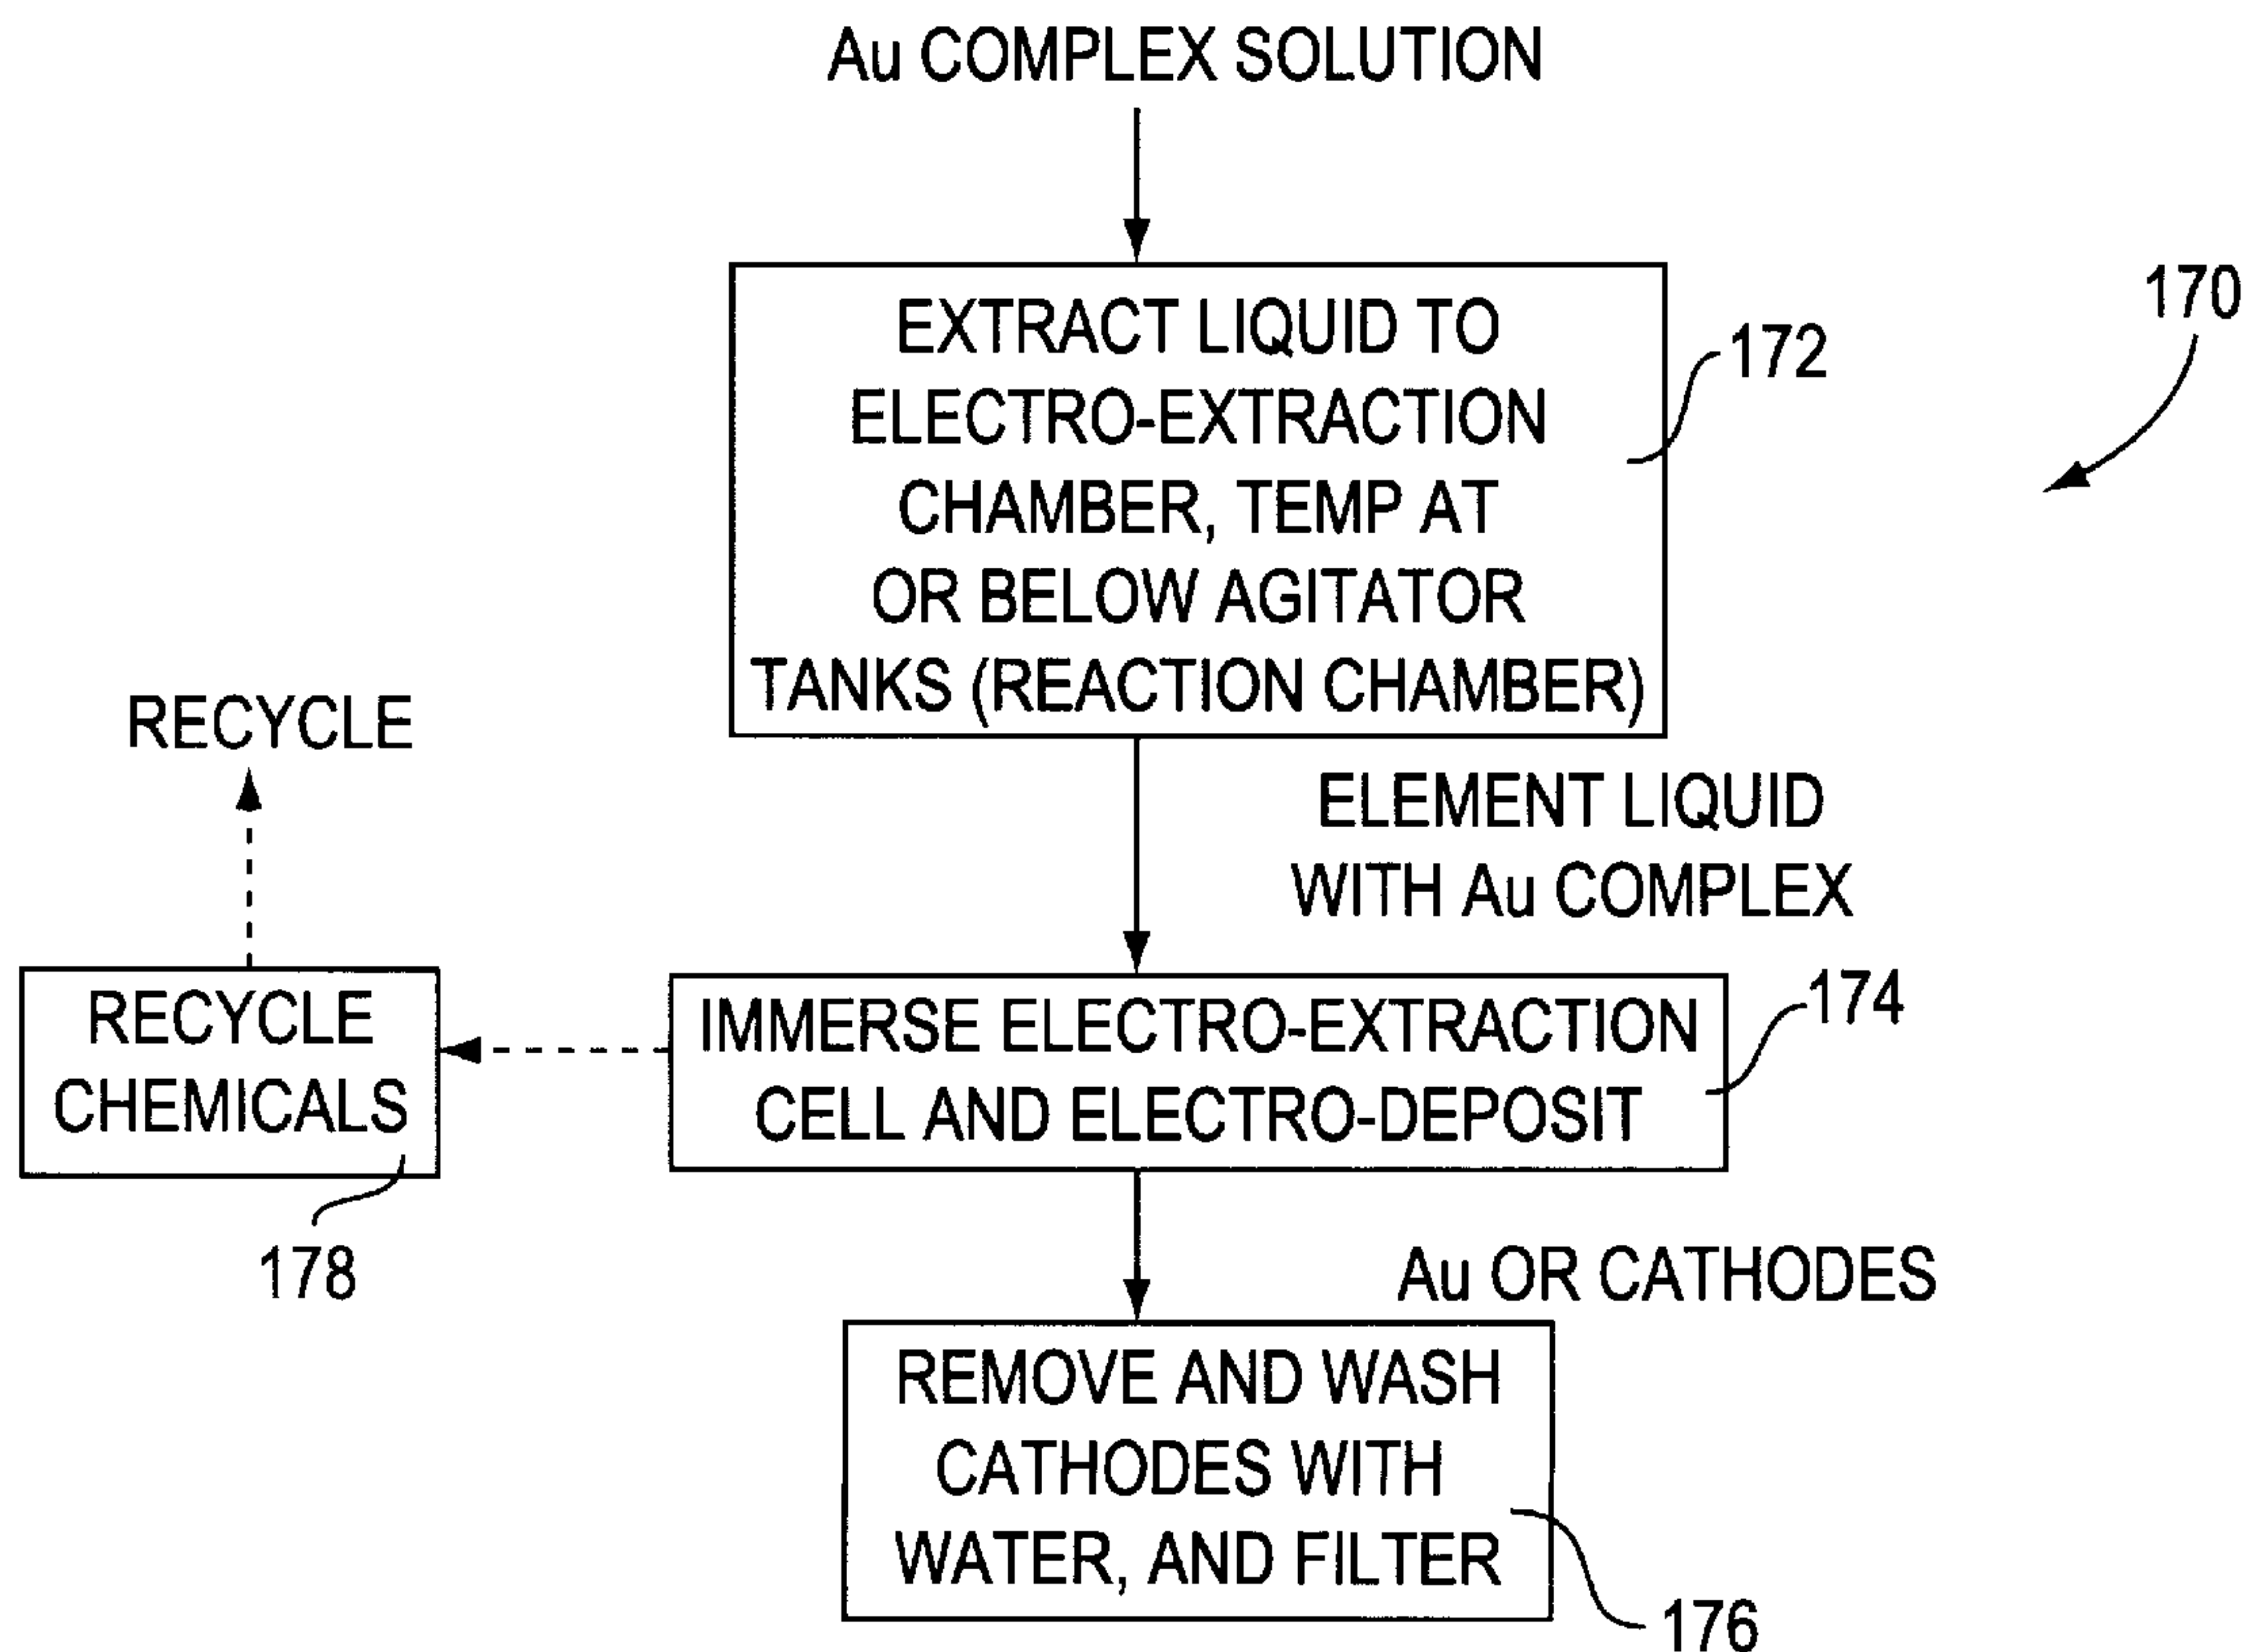 Au COMPLEX SOLUTION
EXTRACT LIQUID TO
ELECTRO-EXTRACTION
CHAMBER, TEMP AT
OR BELOW AGITATOR
TANKS (REACTION CHAMBER)
172
170
RECYCLE
ELEMENT LIQUID
WITH Au COMPLEX
RECYCLE
CHEMICALS
178
IMMERSE ELECTRO-EXTRACTION
CELL AND ELECTRO-DEPOSIT
174
Au OR CATHODES
REMOVE AND WASH
CATHODES WITH
WATER, AND FILTER
176